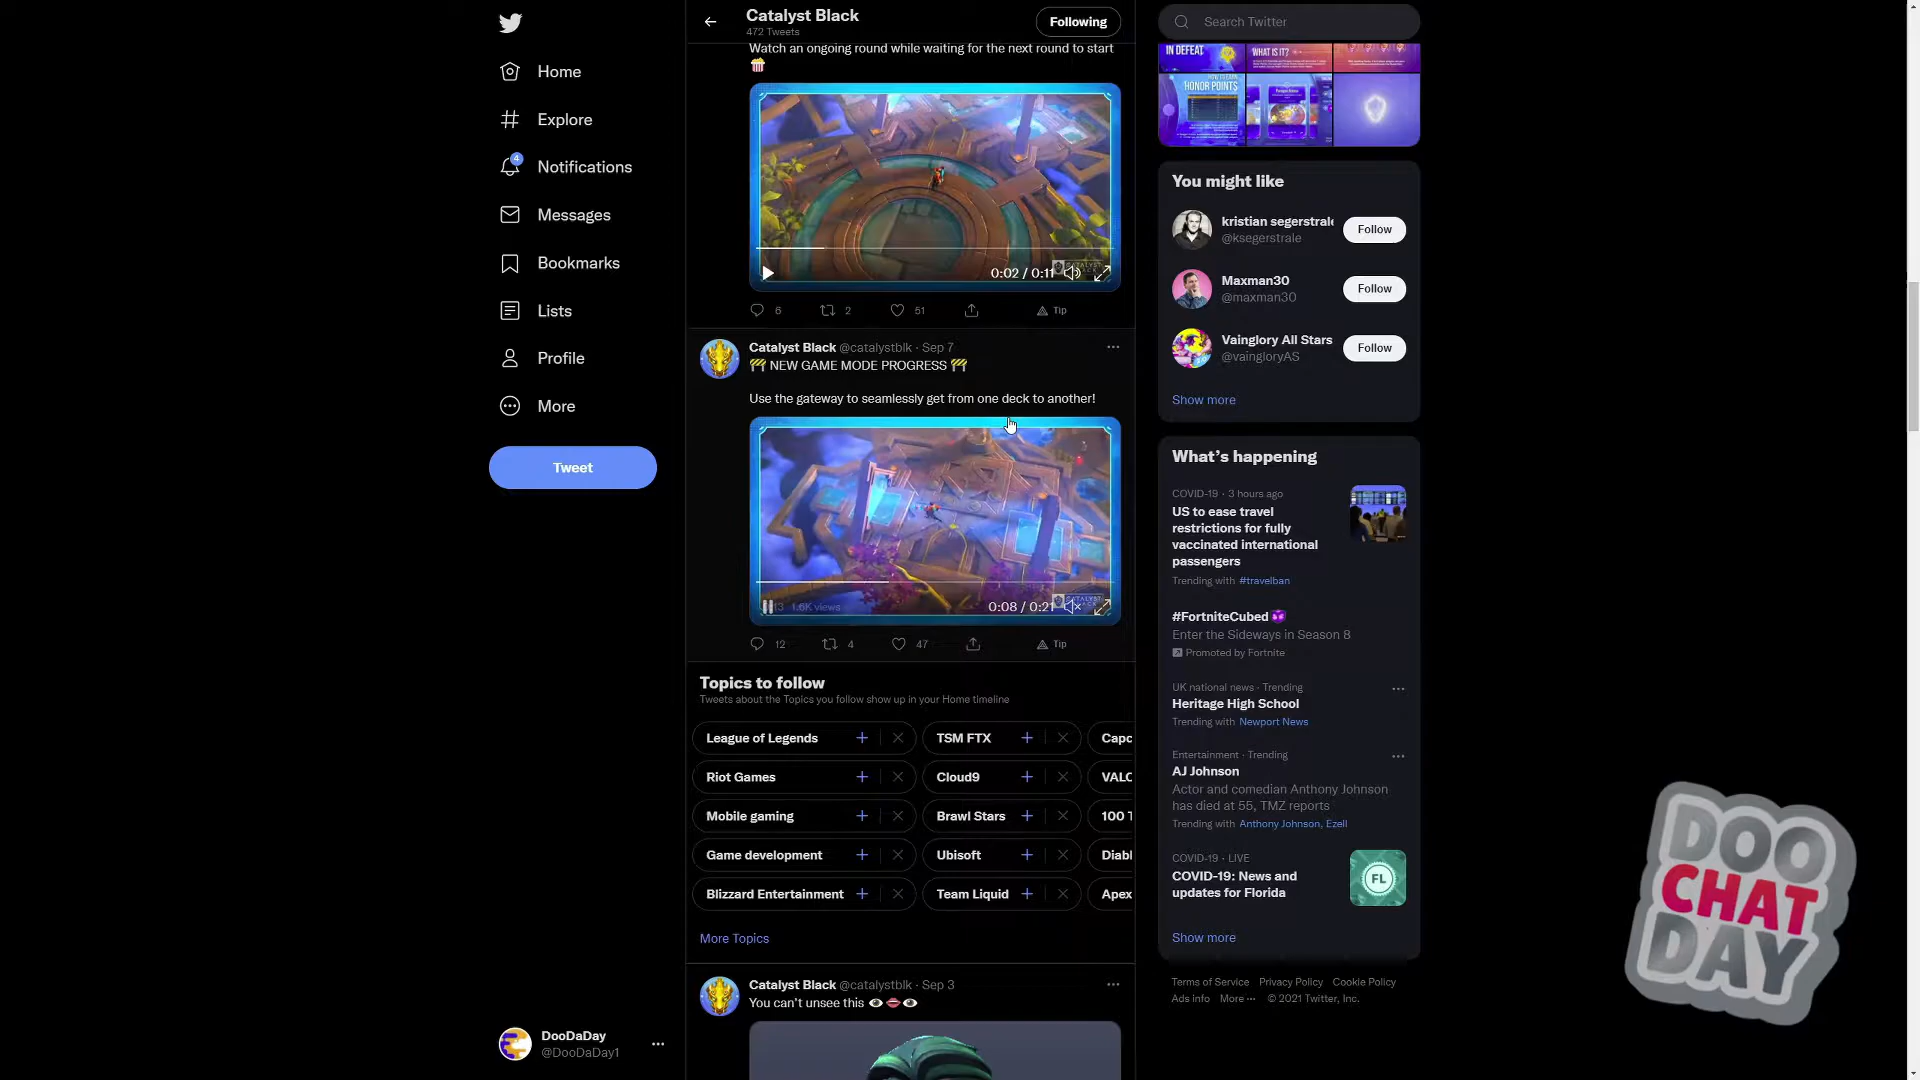 Home
Explore
4
Notifications
Messages
Bookmarks
Lists
Profile
More
Tweet
DooDaDay
@DooDaDay1
Catalyst Black
472 Tweets
Following
Watch an ongoing round while waiting for the next round to start
0:02 / 0:11
6
2
51
Tip
Catalyst Black @catalystblk · Sep 7
NEW GAME MODE PROGRESS
Use the gateway to seamlessly get from one deck to another!
1.6K views
0:08 / 0:21
12
4
47
Tip
Topics to follow
Tweets about the Topics you follow show up in your Home timeline
League of Legends
TSM FTX
Capc
Riot Games
Cloud9
VALO
Mobile gaming
Brawl Stars
100 T
Game development
Ubisoft
Diabl
Blizzard Entertainment
Team Liquid
Apex
More Topics
Catalyst Black @catalystblk · Sep 3
You can't unsee this
Search Twitter
IN DEFEAT
WHAT IS IT?
HOW TO EARN
HONOR POINTS
You might like
kristian segerstrale
@ksegerstrale
Follow
Maxman30
@maxman30
Follow
Vainglory All Stars
@vaingloryAS
Follow
Show more
What's happening
COVID-19 · 3 hours ago
US to ease travel
restrictions for fully
vaccinated international
passengers
Trending with #travelban
#FortniteCubed
Enter the Sideways in Season 8
Promoted by Fortnite
UK national news · Trending
Heritage High School
Trending with Newport News
Entertainment · Trending
AJ Johnson
Actor and comedian Anthony Johnson
has died at 55, TMZ reports
Trending with Anthony Johnson, Ezell
COVID-19 · LIVE
COVID-19: News and
updates for Florida
FL
Show more
Terms of Service Privacy Policy Cookie Policy
Ads info More ··· © 2021 Twitter, Inc.
DOO
CHAT
DAY